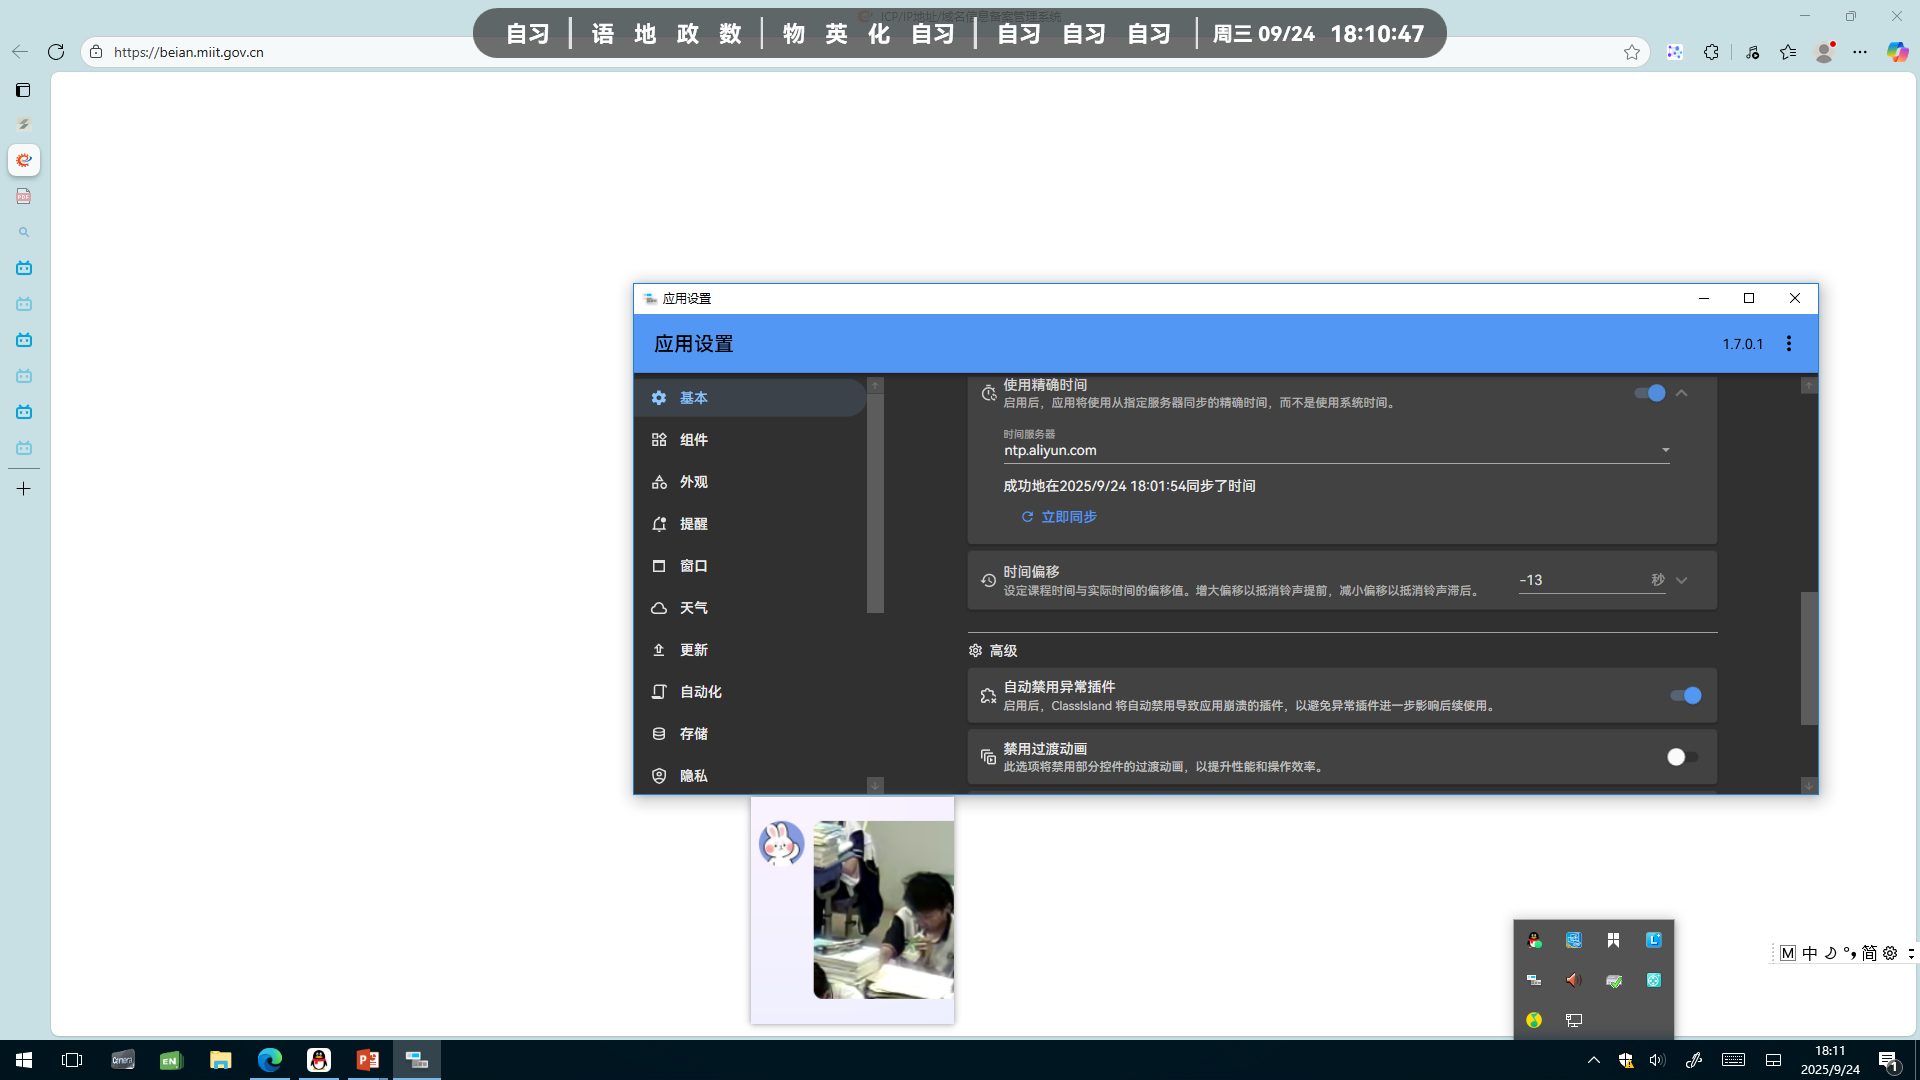 ICP/IP地址/域名信息备案管理系统
自习 语 地 政 数 物 英 化 自习 自习 自习 自习 周三 09/24 18:10:47
https://beian.miit.gov.cn
应用设置
应用设置
1.7.0.1
基本
组件
外观
提醒
窗口
天气
更新
自动化
存储
隐私
使用精确时间
启用后，应用将使用从指定服务器同步的精确时间，而不是使用系统时间。
时间服务器
ntp.aliyun.com
成功地在2025/9/24 18:01:54同步了时间
立即同步
时间偏移
设定课程时间与实际时间的偏移值。增大偏移以抵消铃声提前，减小偏移以抵消铃声滞后。
-13 秒
高级
自动禁用异常插件
启用后，ClassIsland 将自动禁用导致应用崩溃的插件，以避免异常插件进一步影响后续使用。
禁用过渡动画
此选项将禁用部分控件的过渡动画，以提升性能和操作效率。
M 中 简
EN
18:11
2025/9/24
1